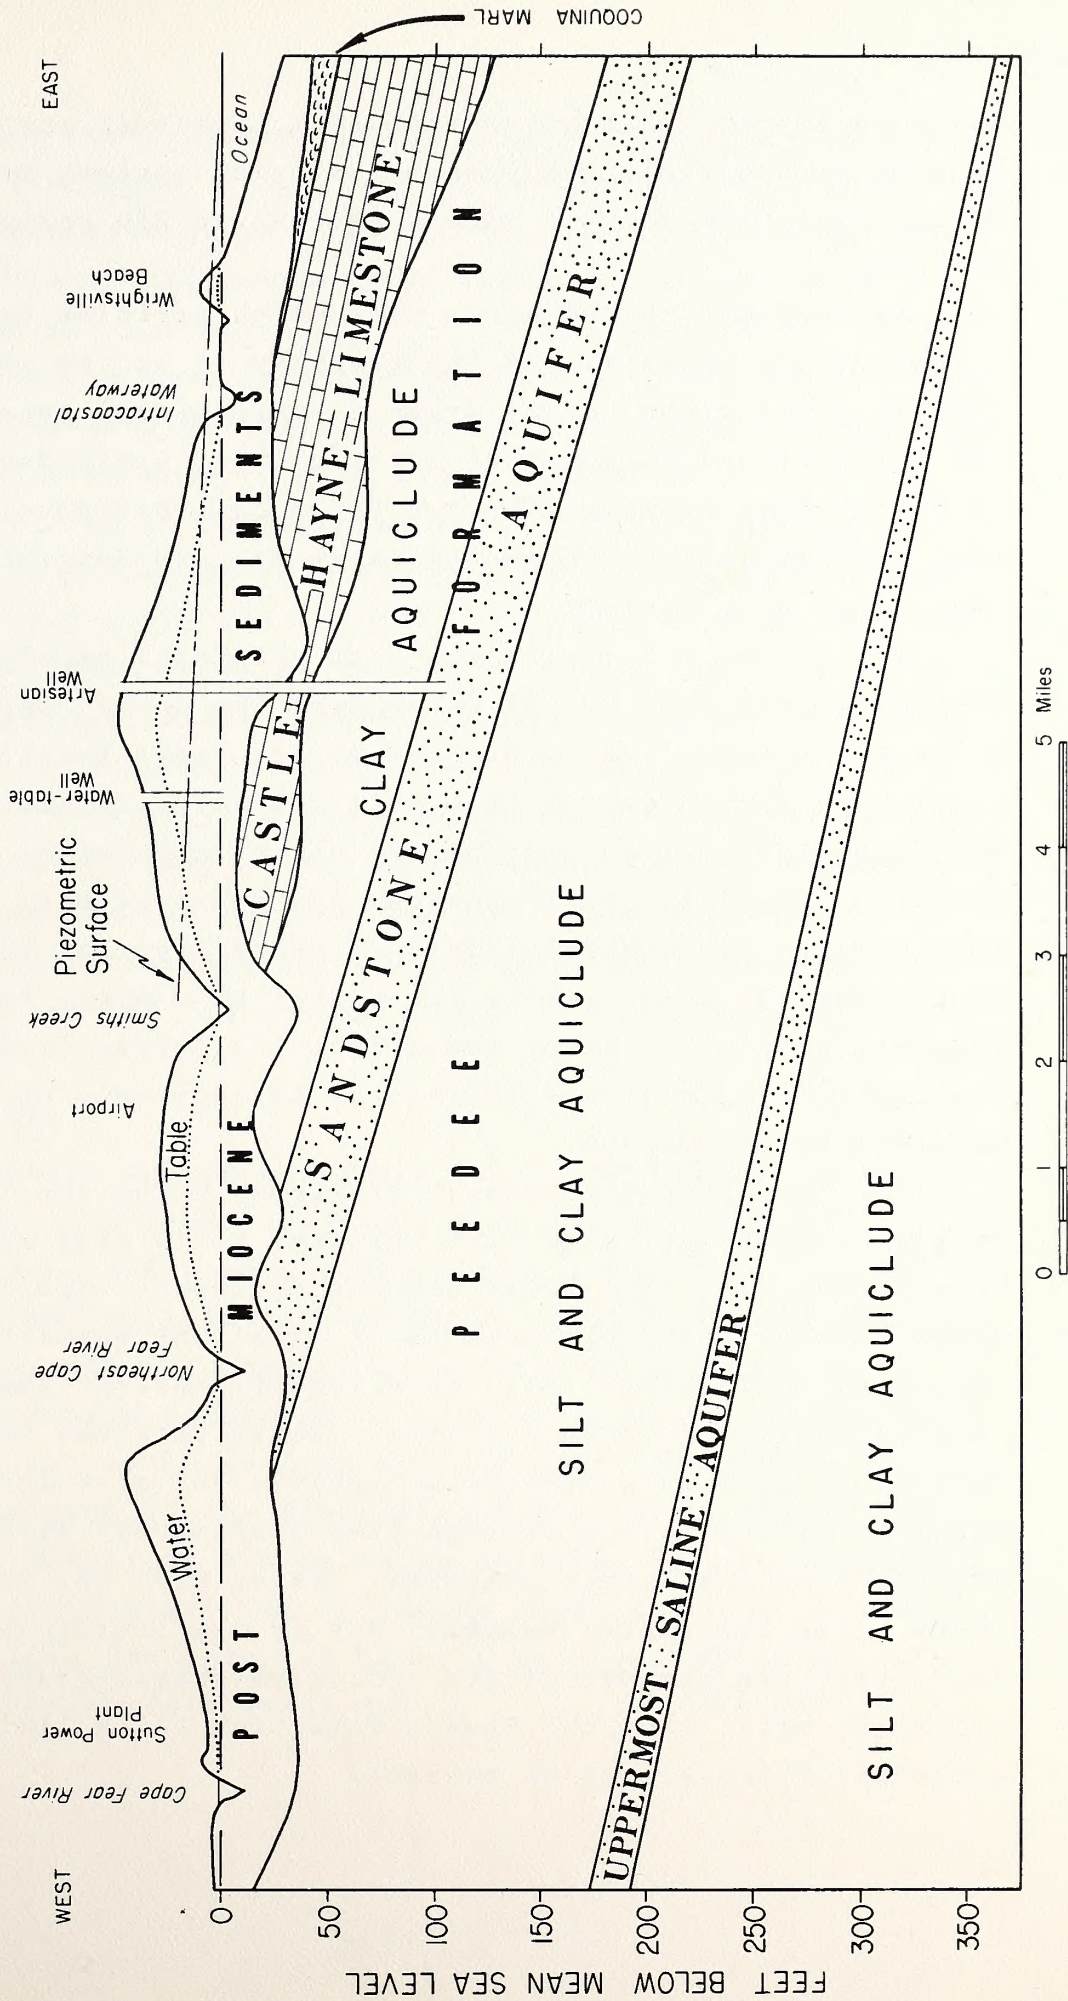 WEST
EAST
Cape Fear River
Sutton Power
Plant
Northeast Cape
Fear River
Airport
Smiths Creek
Piezometric
Surface
Water-table
Well
Artesian
Well
Intracoastal
Waterway
Wrightsville
Beach
Ocean
COQUINA MARL
Water Table
POST MIOCENE SEDIMENTS
CASTLE HAYNE LIMESTONE
CLAY AQUICLUDE
SANDSTONE AQUIFER
PEEDEE FORMATION
SILT AND CLAY AQUICLUDE
UPPERMOST SALINE AQUIFER
SILT AND CLAY AQUICLUDE
FEET BELOW MEAN SEA LEVEL
0
50
100
150
200
250
300
350
0 1 2 3 4 5 Miles